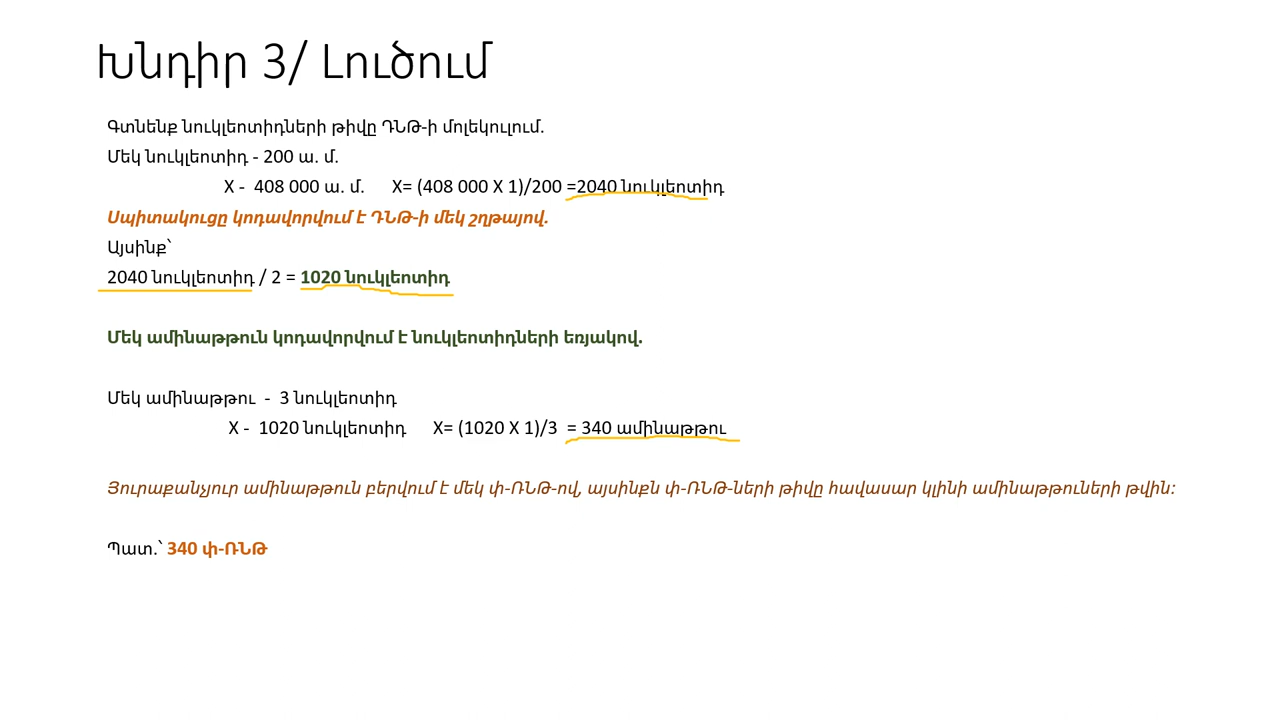 Խնդիր 3/ Լուծում
Գտնենք նուկլեոտիդների թիվը ԴՆԹ-ի մոլեկուլում.
Մեկ նուկլեոտիդ - 200 ա. մ.
X - 408 000 ա. մ. X= (408 000 X 1)/200 =2040 նուկլեոտիդ
Սպիտակուցը կոդավորվում է ԴՆԹ-ի մեկ շղթայով.
Այսինք՝
2040 նուկլեոտիդ / 2 = 1020 նուկլեոտիդ
Մեկ ամինաթթուն կոդավորվում է նուկլեոտիդների եռյակով.
Մեկ ամինաթթու - 3 նուկլեոտիդ
X - 1020 նուկլեոտիդ X= (1020 X 1)/3 = 340 ամինաթթու
Յուրաքանչյուր ամինաթթուն բերվում է մեկ փ-ՌՆԹ-ով, այսինքն փ-ՌՆԹ-ների թիվը հավասար կլինի ամինաթթուների թվին:
Պատ.՝ 340 փ-ՌՆԹ